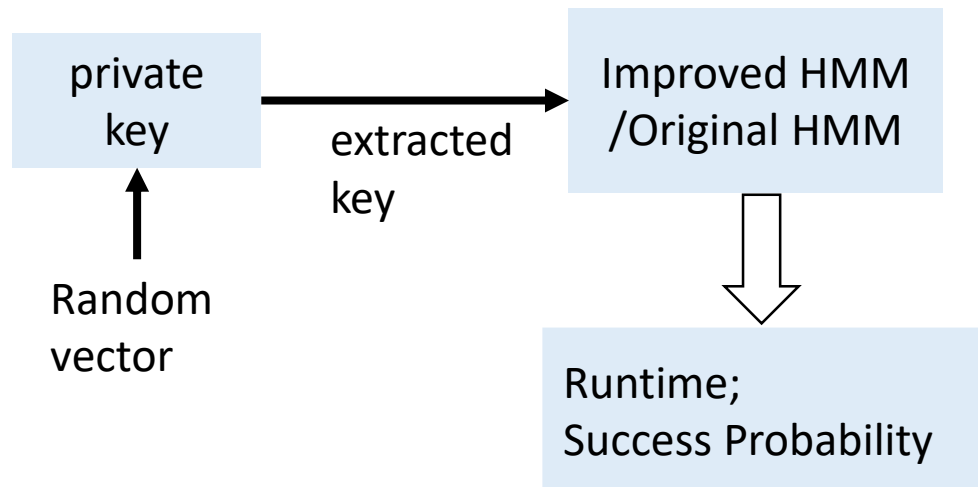 private
key
extracted
key
Improved HMM
/Original HMM
Random
vector
Runtime;
Success Probability